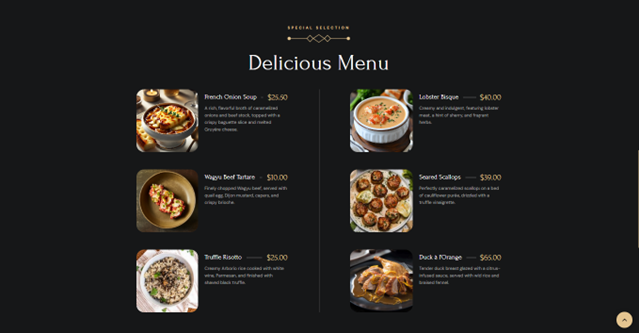 SPECIAL SELECTION
Delicious Menu
French Onion Soup $25.50
A rich, flavorful broth of caramelized
onions and beef stock, topped with a
crispy baguette slice and melted
Gruyère cheese.
Wagyu Beef Tartare $10.00
Finely chopped Wagyu beef, served with
quail egg, Dijon mustard, capers, and
crispy brioche.
Truffle Risotto $25.00
Creamy Arborio rice cooked with white
wine, Parmesan, and finished with
shaved black truffle.
Lobster Bisque $40.00
Creamy and indulgent, featuring lobster
meat, a hint of sherry, and fragrant
herbs.
Seared Scallops $39.00
Perfectly caramelized scallops on a bed
of cauliflower purée, drizzled with a
truffle vinaigrette.
Duck à l'Orange
Tender duck breast glazed with a citrus-
infused sauce, served with wild rice and
braised fennel.